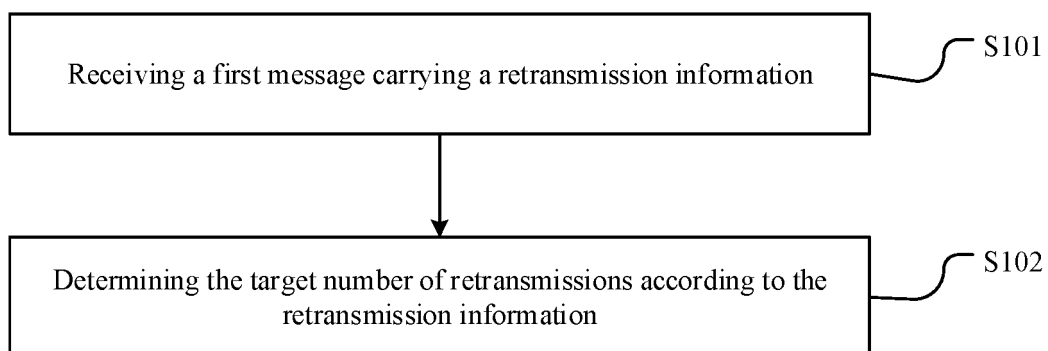 Receiving a first message carrying a retransmission information
S101
Determining the target number of retransmissions according to the
retransmission information
S102